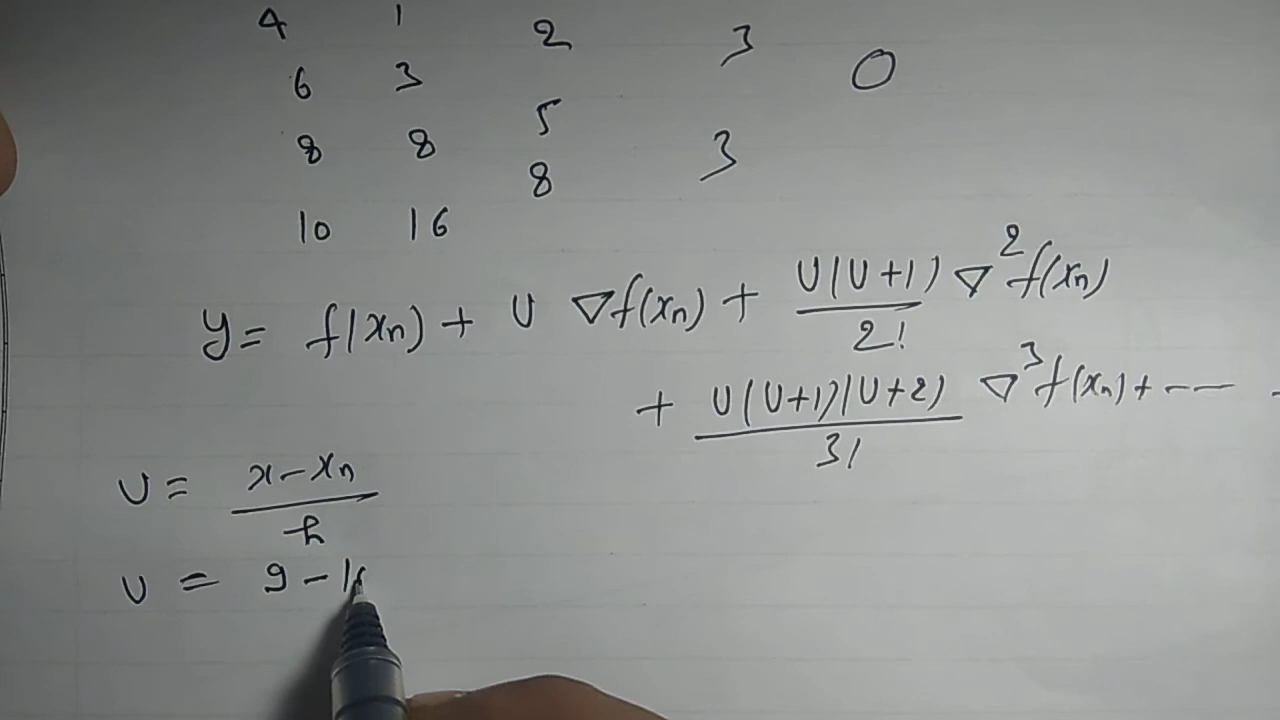 4 1
2 3
6 3 0
5
8 8 3
8
10 16
y = f(xn) + U ∇f(xn) + U(U+1)/2! ∇²f(xn)
+ U(U+1)(U+2)/3! ∇³f(xn) + ----
U = x-xn/h
U = 9-10